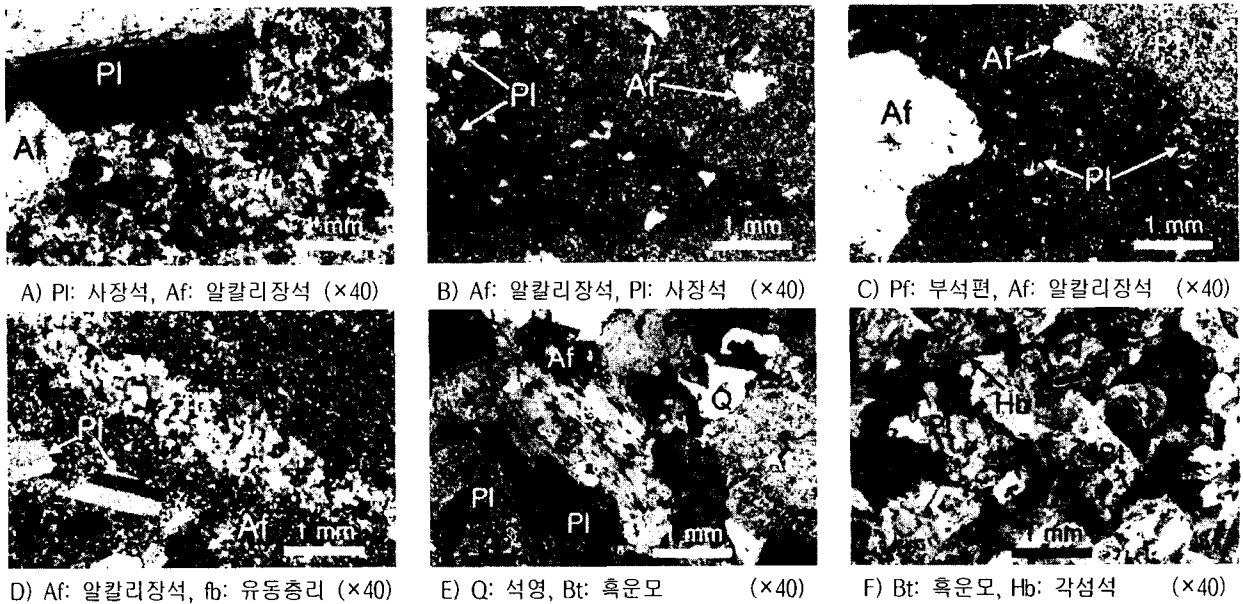 Pl
Af
1 mm
A) Pl: 사장석, Af: 알칼리장석 (×40)
Af
Pl
1 mm
B) Af: 알칼리장석, Pl: 사장석 (×40)
Af
Pf
Af
Pl
1 mm
C) Pf: 부석편, Af: 알칼리장석 (×40)
Pl
fb
Af
1 mm
D) Af: 알칼리장석, fb: 유동층리 (×40)
Af
Q
Pl
Pl
1 mm
E) Q: 석영, Bt: 흑운모 (×40)
Hb
1 mm
F) Bt: 흑운모, Hb: 각섬석 (×40)